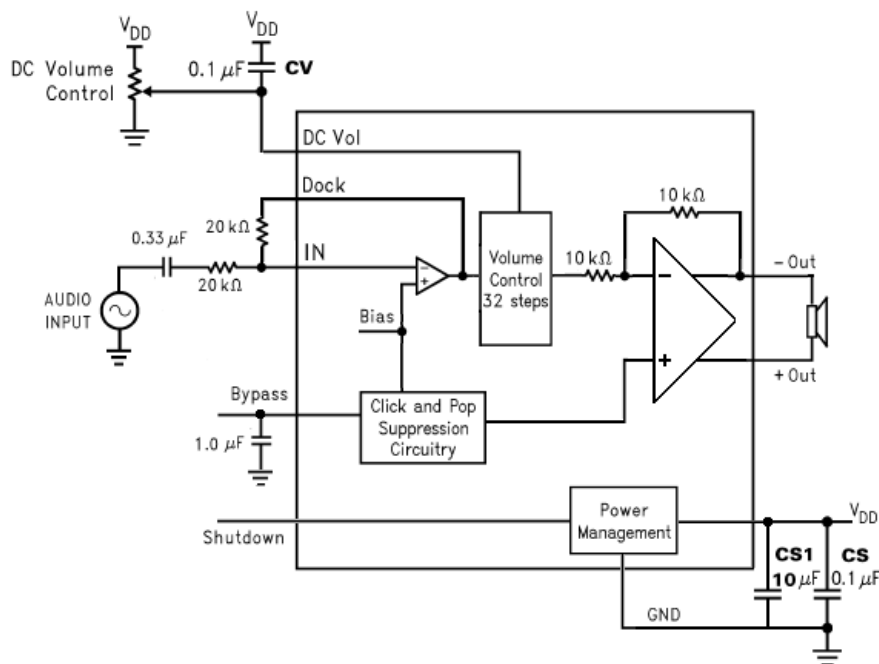 VDD
VDD
DC Volume
Control
0.1 μF
CV
DC Vol
Dock
20 kΩ
0.33 μF
IN
20 kΩ
AUDIO
INPUT
Bias
Volume
Control
32 steps
10 kΩ
10 kΩ
− Out
+ Out
−
+
−
+
Bypass
1.0 μF
Click and Pop
Suppression
Circuitry
Shutdown
Power
Management
VDD
CS1
10 μF
CS
0.1 μF
GND